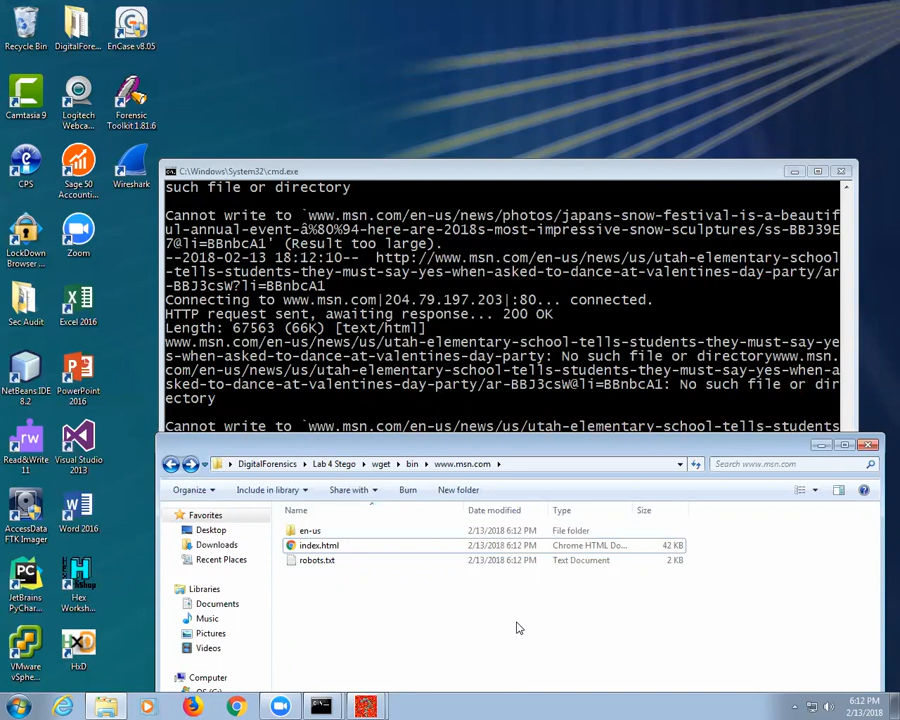 Recycle Bin
DigitalFore...
EnCase v8.05
Camtasia 9
Logitech
Webca...
Forensic
Toolkit 1.81.6
CPS
Sage 50
Accounti...
Wireshark
LockDown
Browser ...
Zoom
Sec Audit
Excel 2016
NetBeans IDE
8.2
PowerPoint
2016
Read&Write
11
Visual Studio
2013
AccessData
FTK Imager
Word 2016
JetBrains
PyChar...
Hex
Worksh...
VMware
vSphe...
HxD
C:\Windows\System32\cmd.exe
such file or directory
Cannot write to `www.msn.com/en-us/news/photos/japans-snow-festival-is-a-beautif
ul-annual-event-â%80%94-here-are-2018s-most-impressive-snow-sculptures/ss-BBJ39E
7@li=BBnbcA1' (Result too large).
--2018-02-13 18:12:10--  http://www.msn.com/en-us/news/us/utah-elementary-school
-tells-students-they-must-say-yes-when-asked-to-dance-at-valentines-day-party/ar
-BBJ3csW?li=BBnbcA1
Connecting to www.msn.com|204.79.197.203|:80... connected.
HTTP request sent, awaiting response... 200 OK
Length: 67563 (66K) [text/html]
www.msn.com/en-us/news/us/utah-elementary-school-tells-students-they-must-say-ye
s-when-asked-to-dance-at-valentines-day-party: No such file or directorywww.msn.
com/en-us/news/us/utah-elementary-school-tells-students-they-must-say-yes-when-a
sked-to-dance-at-valentines-day-party/ar-BBJ3csW@li=BBnbcA1: No such file or dir
ectory
Cannot write to `www.msn.com/en-us/news/us/utah-elementary-school-tells-students
DigitalForensics
Lab 4 Stego
wget
bin
www.msn.com
Search www.msn.com
Organize
Include in library
Share with
Burn
New folder
Favorites
Desktop
Downloads
Recent Places
Libraries
Documents
Music
Pictures
Videos
Computer
Name Date modified Type Size
en-us 2/13/2018 6:12 PM File folder
index.html 2/13/2018 6:12 PM Chrome HTML Do... 42 KB
robots.txt 2/13/2018 6:12 PM Text Document 2 KB
6:12 PM
2/13/2018